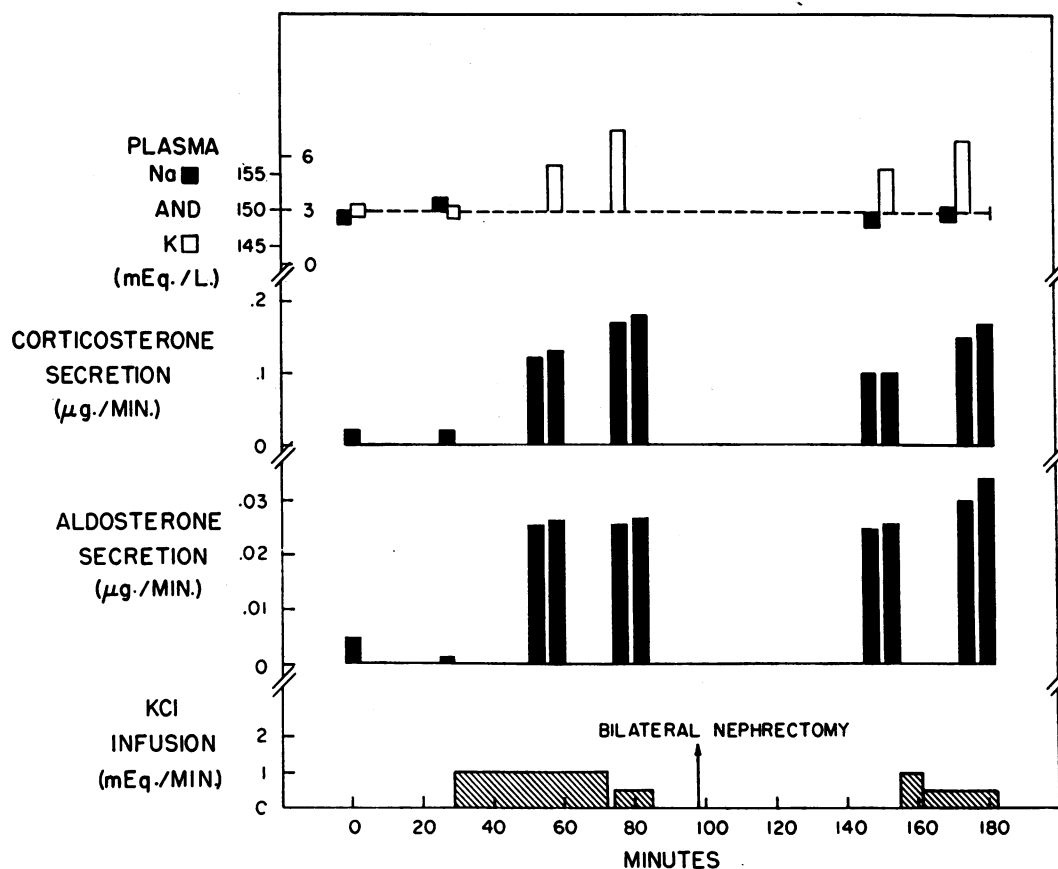 PLASMA
Na
AND
K
(mEq./L.)
155
150
145
6
3
0
CORTICOSTERONE
SECRETION
(μg./MIN.)
.2
.1
0
ALDOSTERONE
SECRETION
(μg./MIN.)
.03
.02
.01
0
KCl
INFUSION
(mEq./MIN.)
2
1
C
BILATERAL NEPHRECTOMY
0 20 40 60 80 100 120 140 160 180
MINUTES